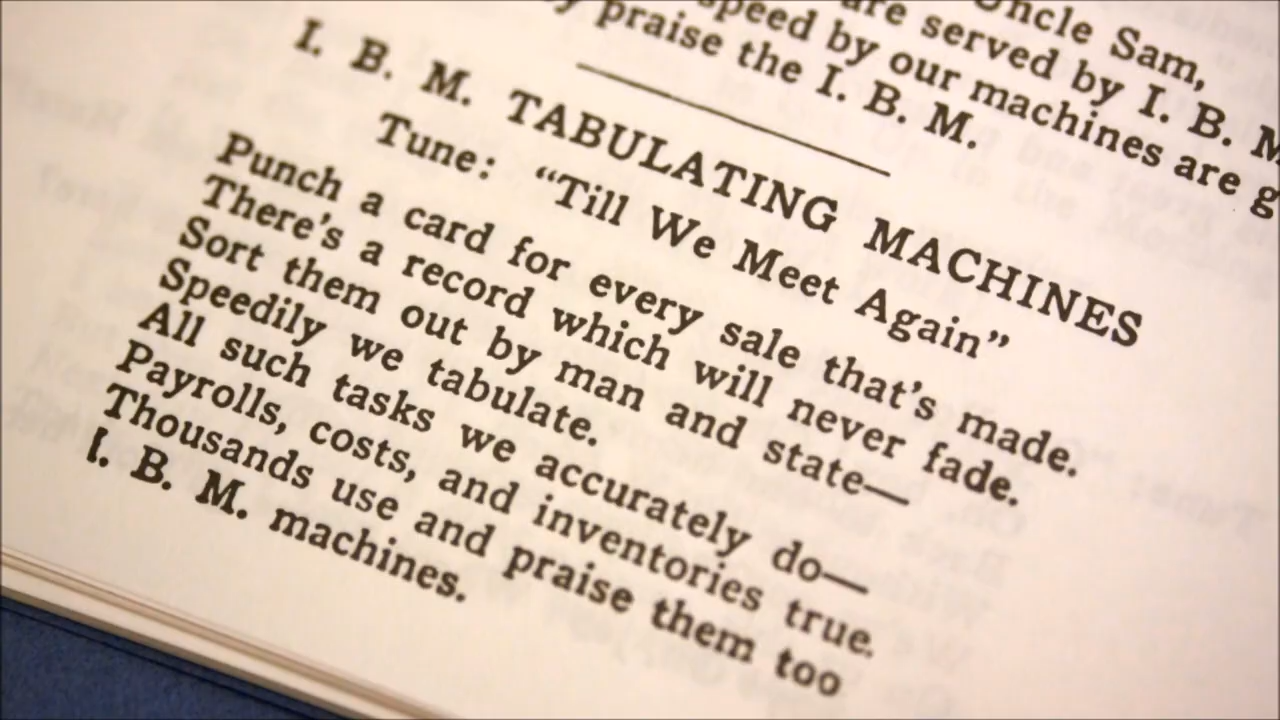 Uncle Sam,
are served by I. B. M
speed by our machines are g
praise the I. B. M.
I. B. M. TABULATING MACHINES
Tune: “Till We Meet Again”
Punch a card for every sale that's made.
There's a record which will never fade.
Sort them out by man and state—
Speedily we tabulate.
All such tasks we accurately do—
Payrolls, costs, and inventories true.
Thousands use and praise them too
I. B. M. machines.